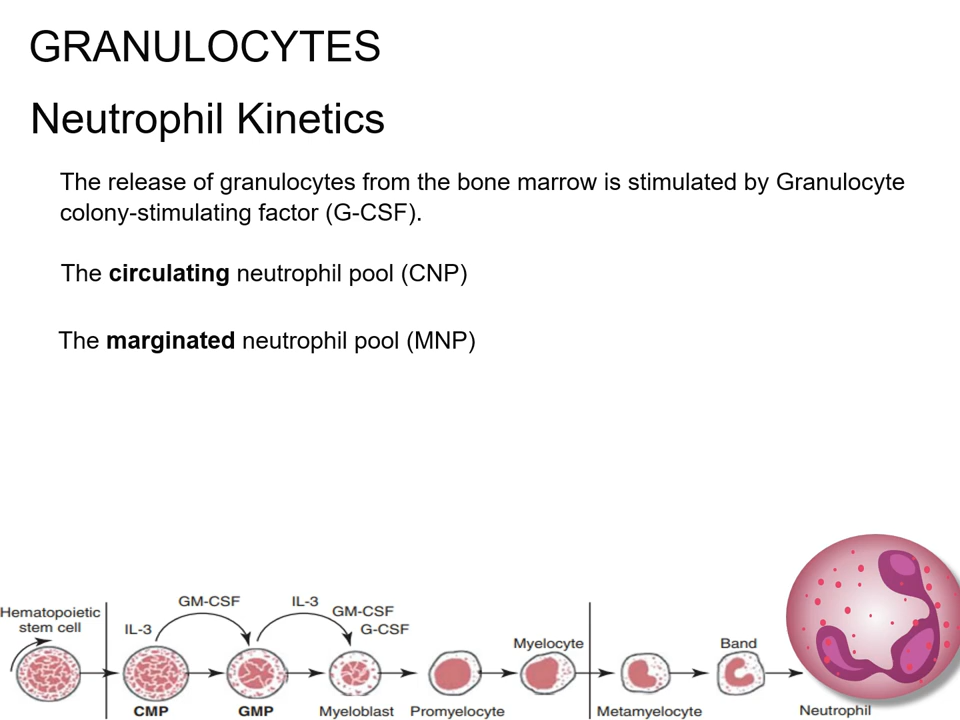 GRANULOCYTES
Neutrophil Kinetics
The release of granulocytes from the bone marrow is stimulated by Granulocyte
colony-stimulating factor (G-CSF).
The circulating neutrophil pool (CNP)
The marginated neutrophil pool (MNP)
Hematopoietic
stem cell
IL-3
GM-CSF
IL-3
GM-CSF
G-CSF
CMP
GMP
Myeloblast
Promyelocyte
Myelocyte
Metamyelocyte
Band
Neutrophil